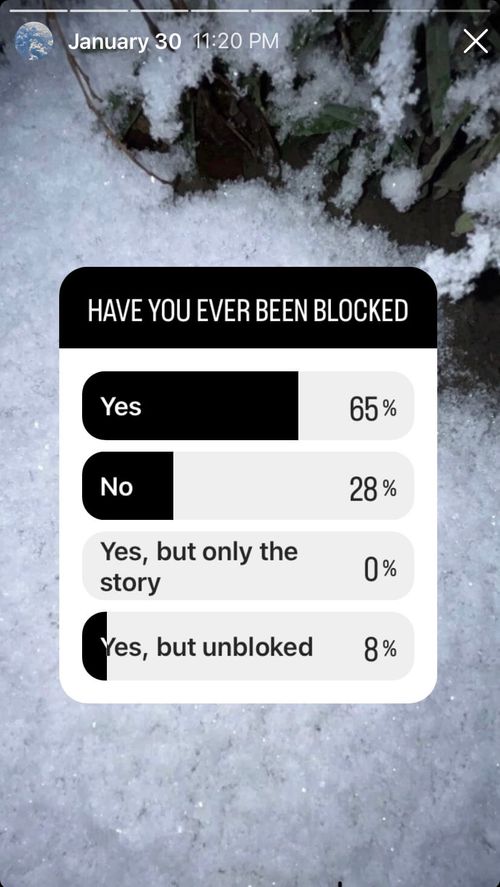 January 30 11:20 PM
HAVE YOU EVER BEEN BLOCKED
Yes 65%
No 28%
Yes, but only the
story 0%
Yes, but unbloked 8%